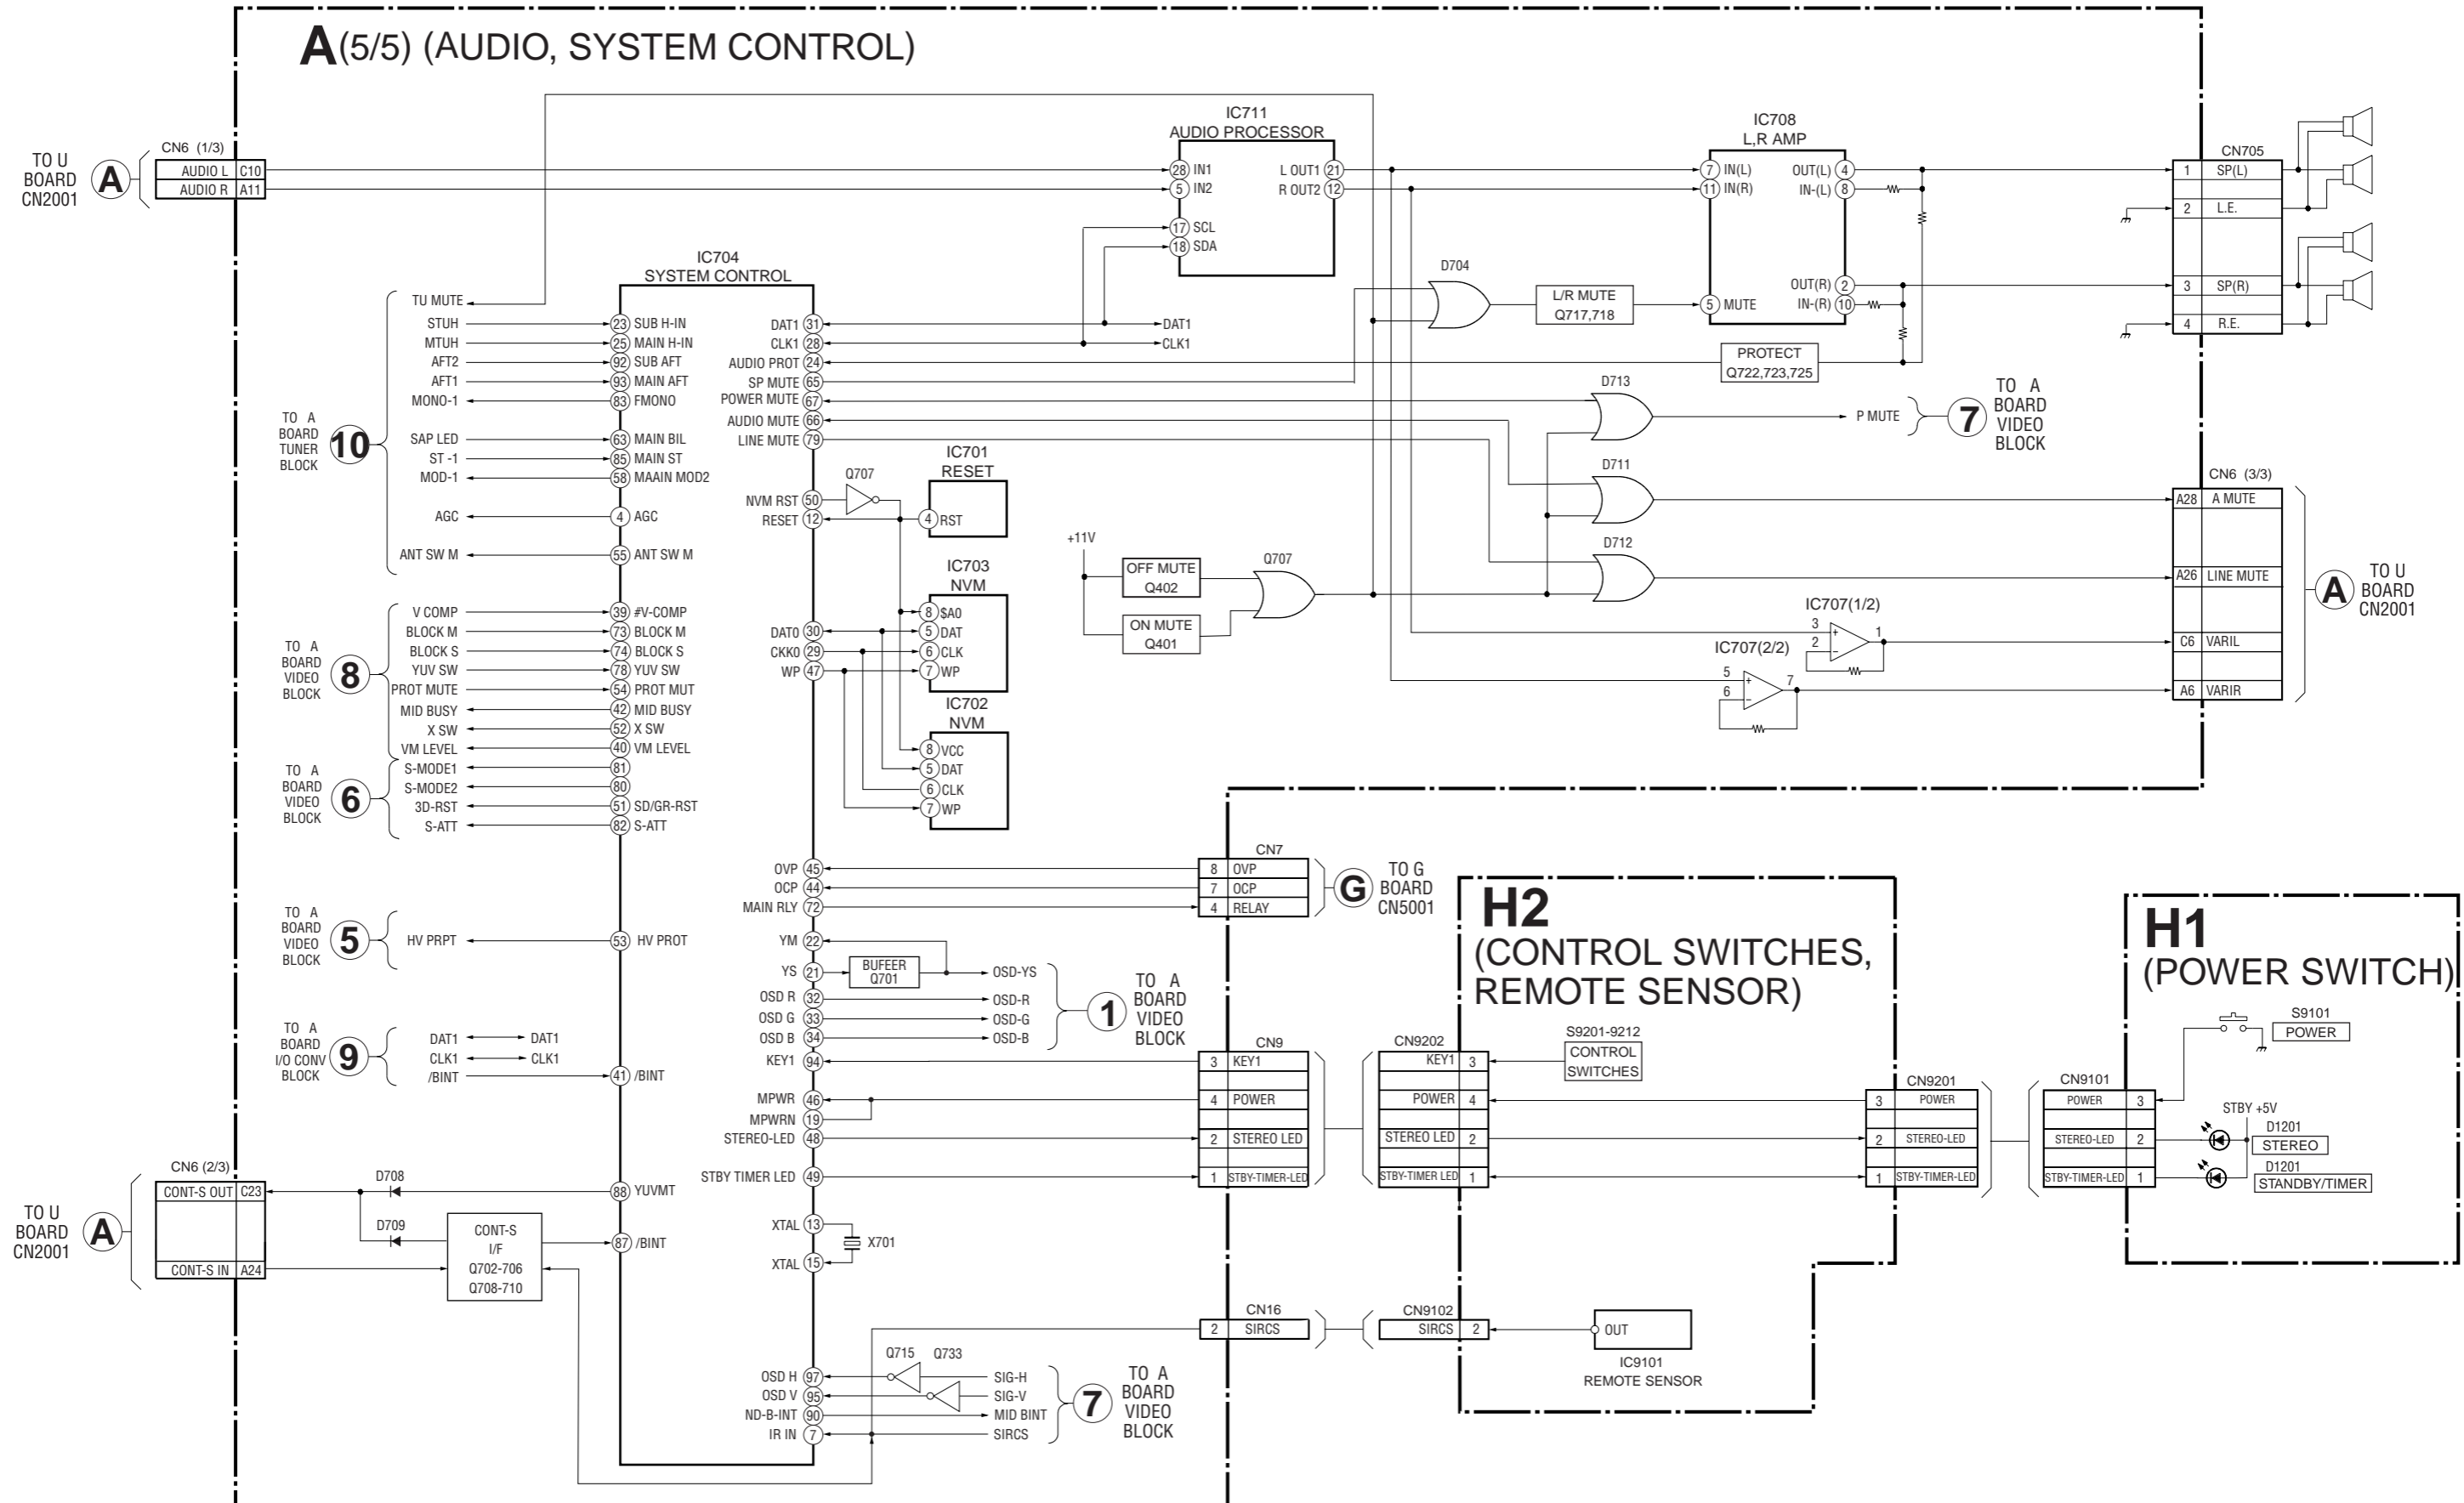 A (5/5) (AUDIO, SYSTEM CONTROL)
TO U
BOARD
CN2001
A
CN6 (1/3)
AUDIO L C10
AUDIO R A11
IC711
AUDIO PROCESSOR
28 IN1
5 IN2
17 SCL
18 SDA
L OUT1 21
R OUT2 12
IC708
L,R AMP
7 IN(L)
11 IN(R)
5 MUTE
OUT(L) 4
IN-(L) 8
OUT(R) 2
IN-(R) 10
CN705
1 SP(L)
2 L.E.
3 SP(R)
4 R.E.
D704
L/R MUTE
Q717,718
PROTECT
Q722,723,725
IC704
SYSTEM CONTROL
TO A
BOARD
TUNER
BLOCK
10
TU MUTE
STUH 23 SUB H-IN
MTUH 25 MAIN H-IN
AFT2 92 SUB AFT
AFT1 93 MAIN AFT
MONO-1 83 FMONO
SAP LED 63 MAIN BIL
ST -1 85 MAIN ST
MOD-1 58 MAAIN MOD2
AGC 4 AGC
ANT SW M 55 ANT SW M
TO A
BOARD
VIDEO
BLOCK
8
V COMP 39 #V-COMP
BLOCK M 73 BLOCK M
BLOCK S 74 BLOCK S
YUV SW 78 YUV SW
PROT MUTE 54 PROT MUT
MID BUSY 42 MID BUSY
X SW 52 X SW
VM LEVEL 40 VM LEVEL
TO A
BOARD
VIDEO
BLOCK
6
S-MODE1 81
S-MODE2 80
3D-RST 51 SD/GR-RST
S-ATT 82 S-ATT
TO A
BOARD
VIDEO
BLOCK
5
HV PRPT 53 HV PROT
TO A
BOARD
I/O CONV
BLOCK
9
DAT1 DAT1
CLK1 CLK1
/BINT 41 /BINT
TO U
BOARD
CN2001
A
CN6 (2/3)
CONT-S OUT C23
CONT-S IN A24
D708
D709
88 YUVMT
87 /BINT
CONT-S
I/F
Q702-706
Q708-710
DAT1 31 DAT1
CLK1 28 CLK1
AUDIO PROT 24
SP MUTE 65
POWER MUTE 67
AUDIO MUTE 66
LINE MUTE 79
NVM RST 50
RESET 12
Q707
IC701
RESET
4 RST
DAT0 30
CKK0 29
WP 47
IC703
NVM
8 $A0
5 DAT
6 CLK
7 WP
IC702
NVM
8 VCC
5 DAT
6 CLK
7 WP
+11V
OFF MUTE
Q402
ON MUTE
Q401
Q707
D713
D711
D712
P MUTE
7
TO A
BOARD
VIDEO
BLOCK
CN6 (3/3)
A28 A MUTE
A26 LINE MUTE
C6 VARIL
A6 VARIR
A
TO U
BOARD
CN2001
IC707(1/2)
3
+
2
−
1
IC707(2/2)
5
+
6
−
7
OVP 45
OCP 44
MAIN RLY 72
CN7
8 OVP
7 OCP
4 RELAY
G
TO G
BOARD
CN5001
YM 22
YS 21
BUFEER
Q701
OSD-YS
OSD R 32 OSD-R
OSD G 33 OSD-G
OSD B 34 OSD-B
1
TO A
BOARD
VIDEO
BLOCK
KEY1 94
MPWR 46
MPWRN 19
STEREO-LED 48
STBY TIMER LED 49
CN9
3 KEY1
4 POWER
2 STEREO LED
1 STBY-TIMER-LED
XTAL 13
X701
XTAL 15
OSD H 97
OSD V 95
ND-B-INT 90
IR IN 7
Q715 Q733
SIG-H
SIG-V
MID BINT
SIRCS
7
TO A
BOARD
VIDEO
BLOCK
CN16
2 SIRCS
H2
(CONTROL SWITCHES,
REMOTE SENSOR)
CN9202
KEY1 3
POWER 4
STEREO LED 2
STBY-TIMER LED 1
S9201-9212
CONTROL
SWITCHES
CN9102
SIRCS 2
OUT
IC9101
REMOTE SENSOR
CN9201
3 POWER
2 STEREO-LED
1 STBY-TIMER-LED
H1
(POWER SWITCH)
CN9101
POWER 3
STEREO-LED 2
STBY-TIMER-LED 1
S9101
POWER
STBY +5V
D1201
STEREO
D1201
STANDBY/TIMER